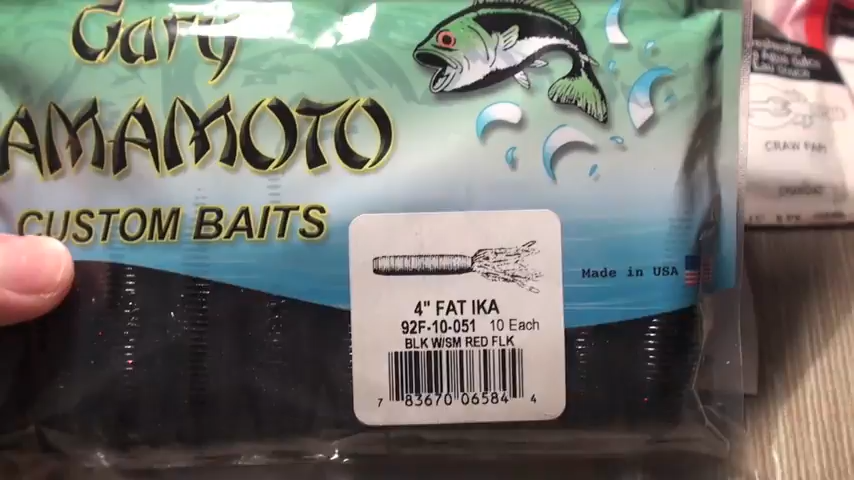 Gary
AMAMOTO
CUSTOM BAITS
Made in USA
4" FAT IKA
92F-10-051 10 Each
BLK W/SM RED FLK
7 83670 06584 4
CRAW PAPI